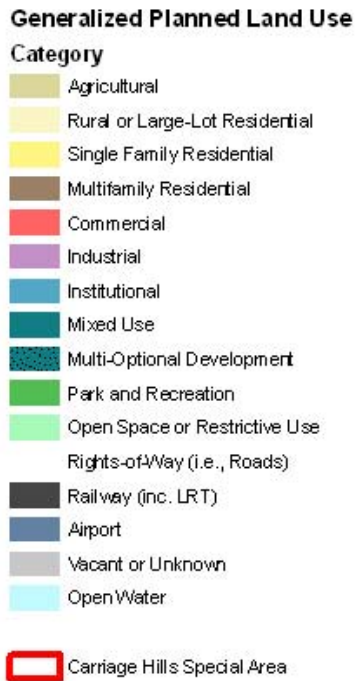 Generalized Planned Land Use
Category
Agricultural
Rural or Large-Lot Residential
Single Family Residential
Multifamily Residential
Commercial
Industrial
Institutional
Mixed Use
Multi-Optional Development
Park and Recreation
Open Space or Restrictive Use
Rights-of-Way (i.e., Roads)
Railway (inc. LRT)
Airport
Vacant or Unknown
Open Water
Carriage Hills Special Area